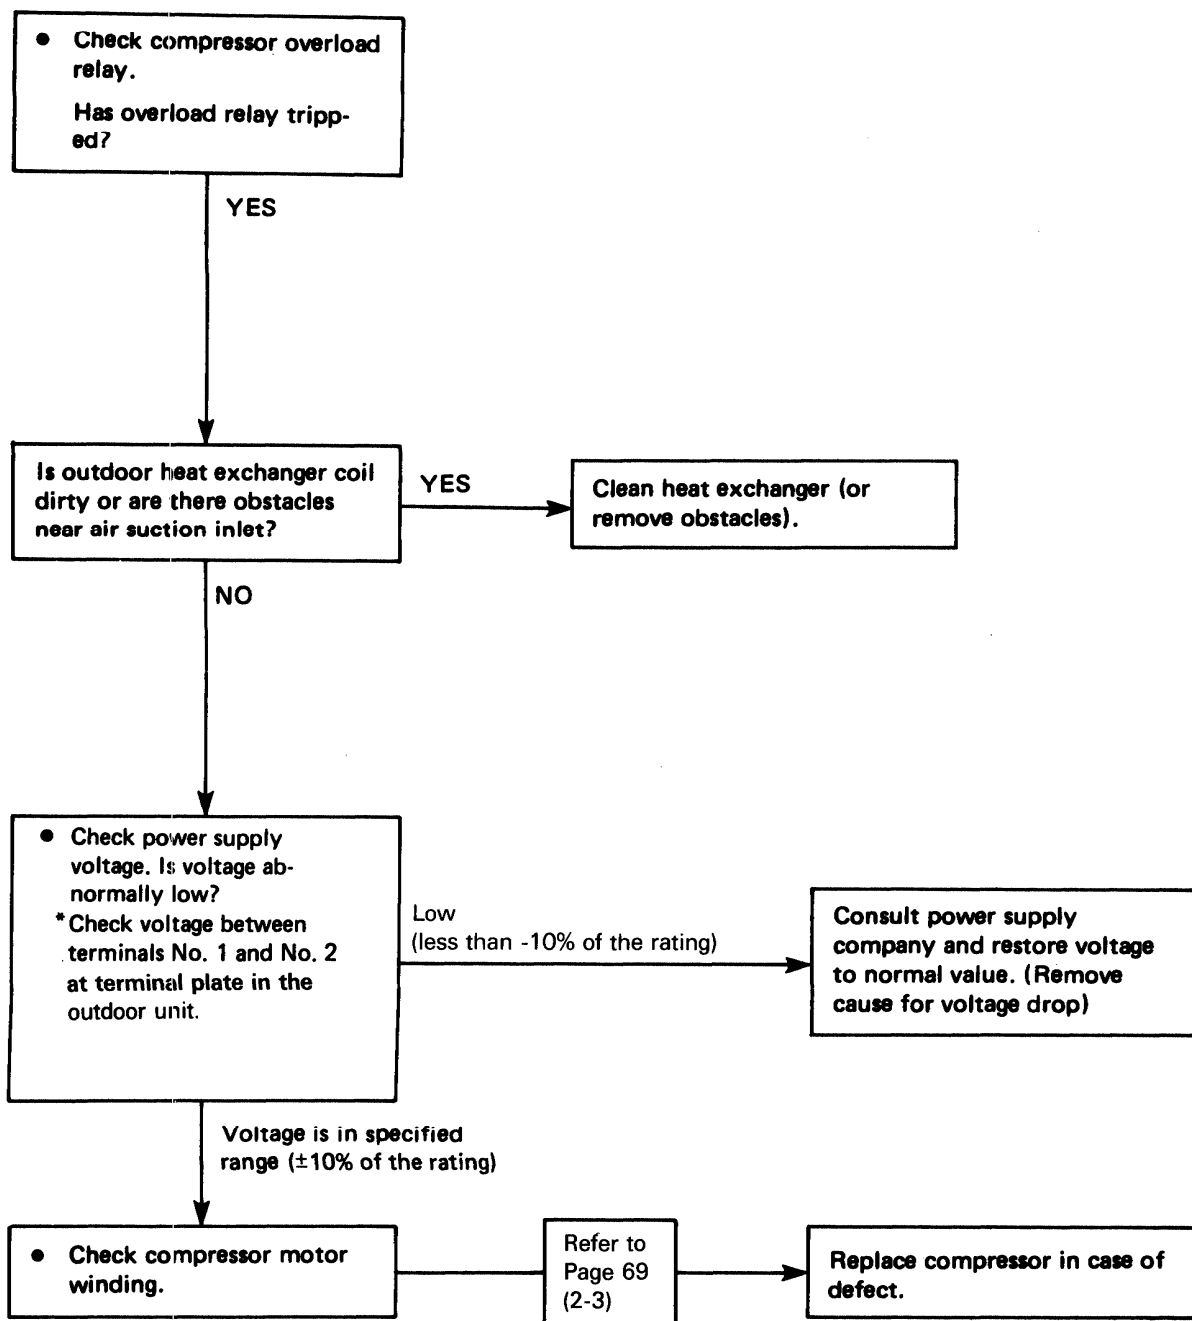 ● Check compressor overload
relay.
Has overload relay tripp-
ed?
YES
Is outdoor heat exchanger coil
dirty or are there obstacles
near air suction inlet?
YES
Clean heat exchanger (or
remove obstacles).
NO
● Check power supply
voltage. Is voltage ab-
normally low?
*Check voltage between
terminals No. 1 and No. 2
at terminal plate in the
outdoor unit.
Low
(less than -10% of the rating)
Consult power supply
company and restore voltage
to normal value. (Remove
cause for voltage drop)
Voltage is in specified
range (±10% of the rating)
● Check compressor motor
winding.
Refer to
Page 69
(2-3)
Replace compressor in case of
defect.